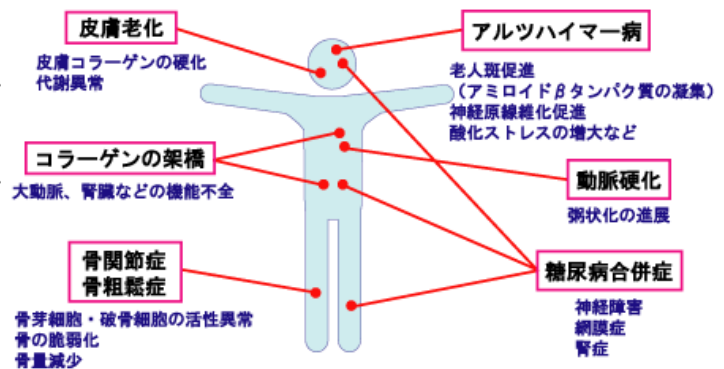 皮膚老化
皮膚コラーゲンの硬化
代謝異常
アルツハイマー病
老人斑促進
（アミロイドβタンパク質の凝集）
神経原線維化促進
酸化ストレスの増大など
コラーゲンの架橋
大動脈、腎臓などの機能不全
動脈硬化
粥状化の進展
骨関節症
骨粗鬆症
骨芽細胞・破骨細胞の活性異常
骨の脆弱化
骨量減少
糖尿病合併症
神経障害
網膜症
腎症